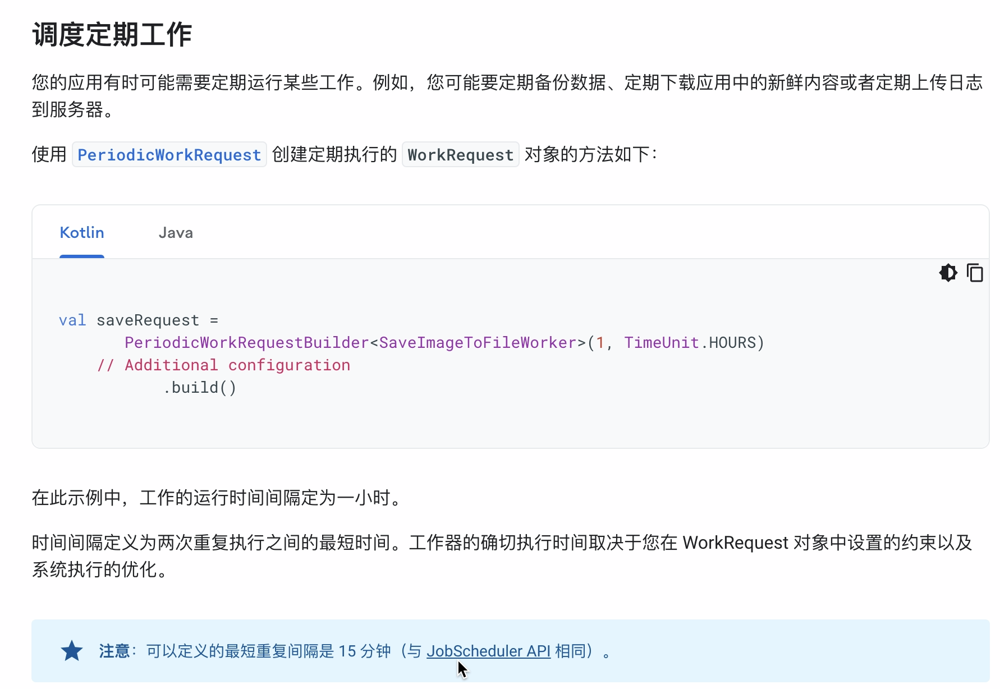 调度定期工作
您的应用有时可能需要定期运行某些工作。例如，您可能要定期备份数据、定期下载应用中的新鲜内容或者定期上传日志
到服务器。
使用 PeriodicWorkRequest 创建定期执行的 WorkRequest 对象的方法如下：
Kotlin Java
val saveRequest =
        PeriodicWorkRequestBuilder<SaveImageToFileWorker>(1, TimeUnit.HOURS)
    // Additional configuration
            .build()
在此示例中，工作的运行时间间隔定为一小时。
时间间隔定义为两次重复执行之间的最短时间。工作器的确切执行时间取决于您在 WorkRequest 对象中设置的约束以及
系统执行的优化。
注意：可以定义的最短重复间隔是 15 分钟（与 JobScheduler API 相同）。